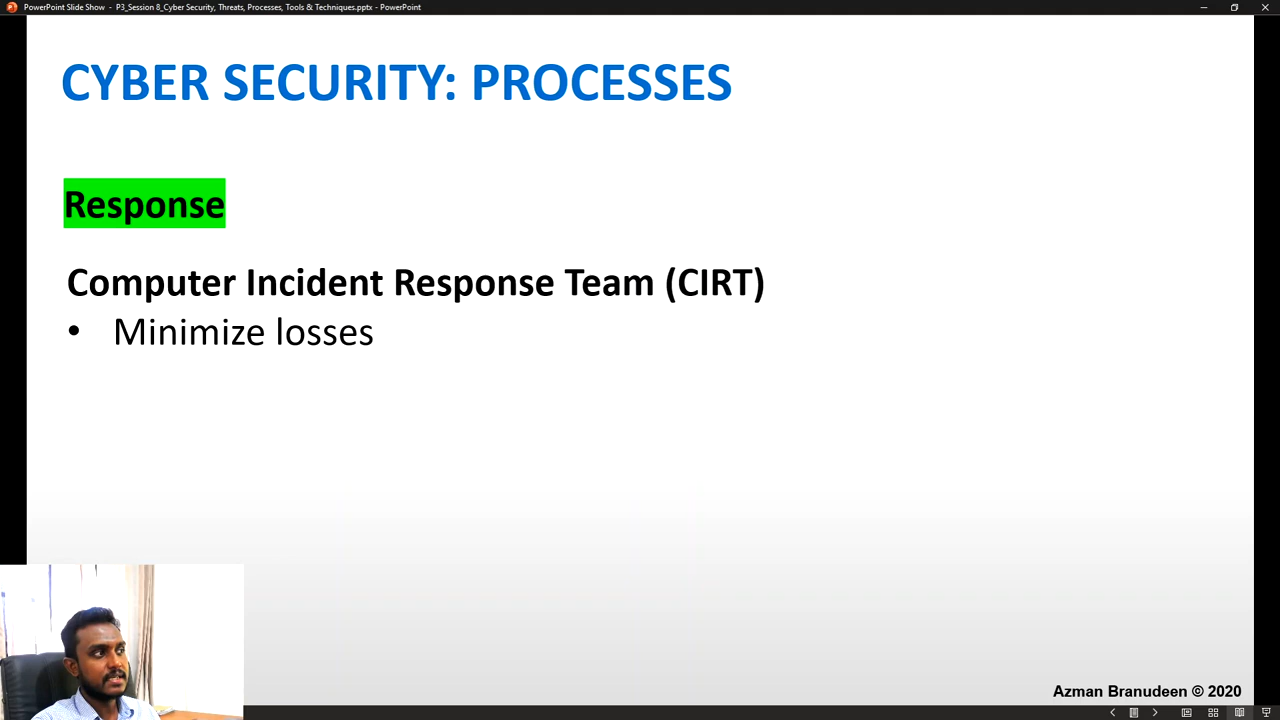 PowerPoint Slide Show - P3_Session 8_Cyber Security, Threats, Processes, Tools & Techniques.pptx - PowerPoint
CYBER SECURITY: PROCESSES
Response
Computer Incident Response Team (CIRT)
• Minimize losses
Azman Branudeen © 2020